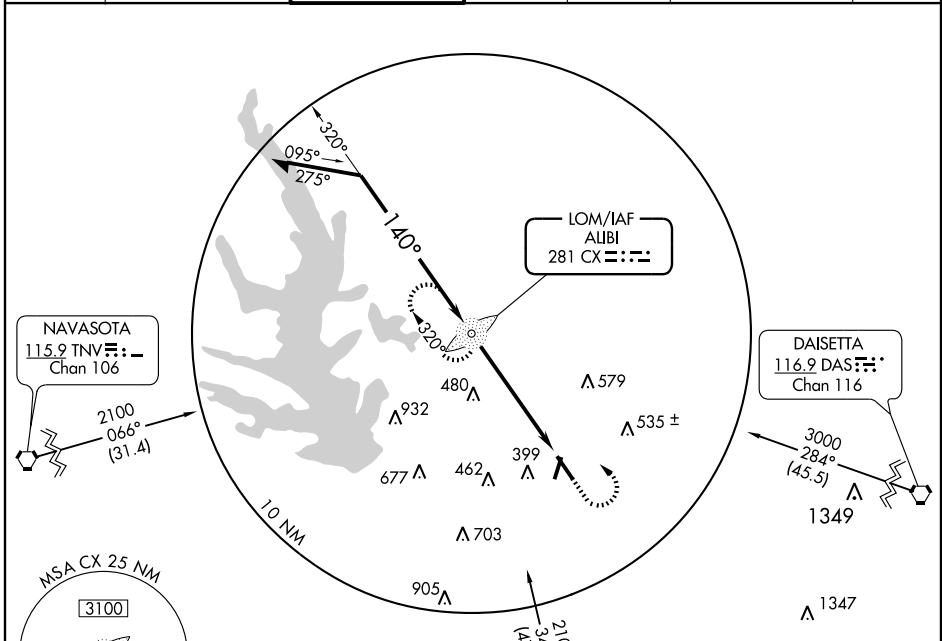 320°
095°
275°
140°
LOM/IAF
ALIBI
281 CX
320°
NAVASOTA
115.9 TNV
Chan 106
2100
066°
(31.4)
DAISETTA
116.9 DAS
Chan 116
3000
284°
(45.5)
1349
480
579
932
535 ±
399
677
462
703
905
10 NM
MSA CX 25 NM
3100
1347